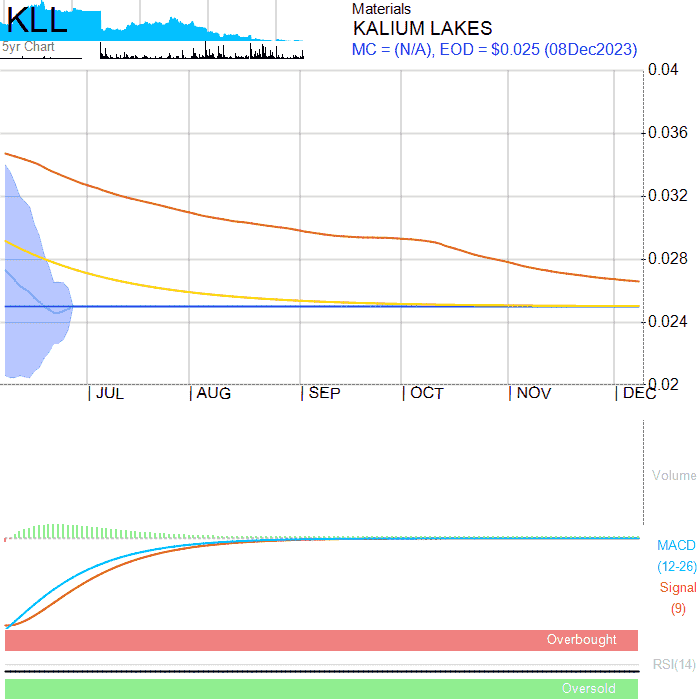 KLL
5yr Chart
Materials
KALIUM LAKES
MC = (N/A), EOD = $0.025 (08Dec2023)
0.04
0.036
0.032
0.028
0.024
0.02
JUL AUG SEP OCT NOV DEC
Volume
MACD
(12-26)
Signal
(9)
Overbought
RSI(14)
Oversold